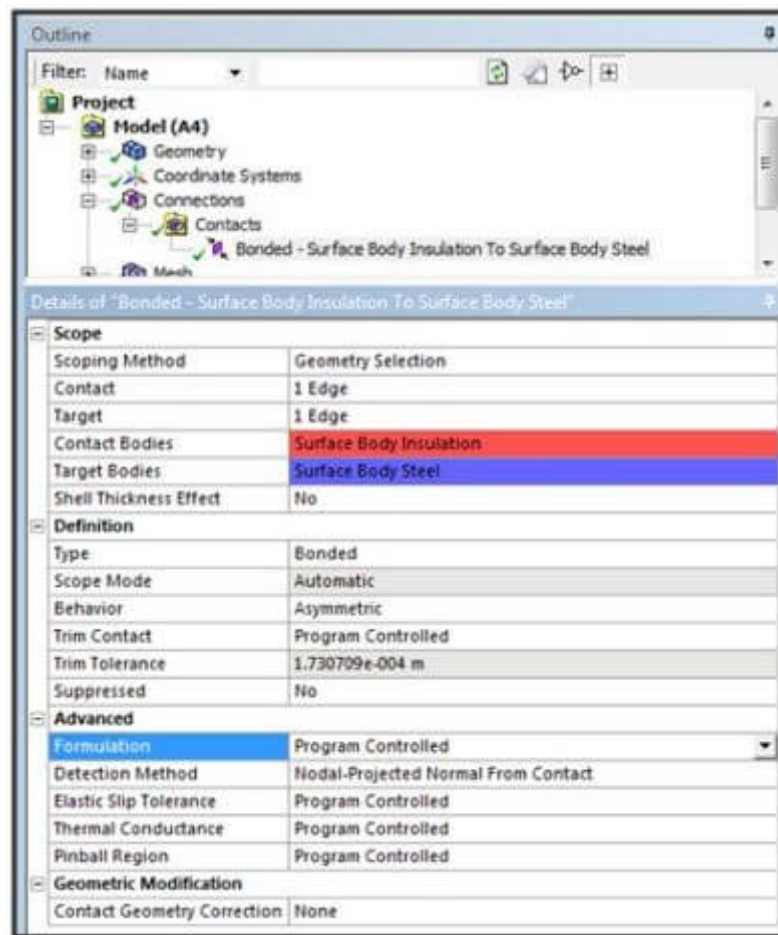 Outline
Filter: Name
Project
Model (A4)
Geometry
Coordinate Systems
Connections
Contacts
Bonded - Surface Body Insulation To Surface Body Steel
Mesh
Details of "Bonded - Surface Body Insulation To Surface Body Steel"
Scope
Scoping Method Geometry Selection
Contact 1 Edge
Target 1 Edge
Contact Bodies Surface Body Insulation
Target Bodies Surface Body Steel
Shell Thickness Effect No
Definition
Type Bonded
Scope Mode Automatic
Behavior Asymmetric
Trim Contact Program Controlled
Trim Tolerance 1.730709e-004 m
Suppressed No
Advanced
Formulation Program Controlled
Detection Method Nodal-Projected Normal From Contact
Elastic Slip Tolerance Program Controlled
Thermal Conductance Program Controlled
Pinball Region Program Controlled
Geometric Modification
Contact Geometry Correction None